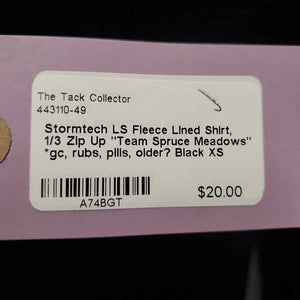 The Tack Collector
443110-49
Stormtech LS Fleece Lined Shirt,
1/3 Zip Up "Team Spruce Meadows"
*gc, rubs, pills, older? Black XS
$20.00
A74BGT